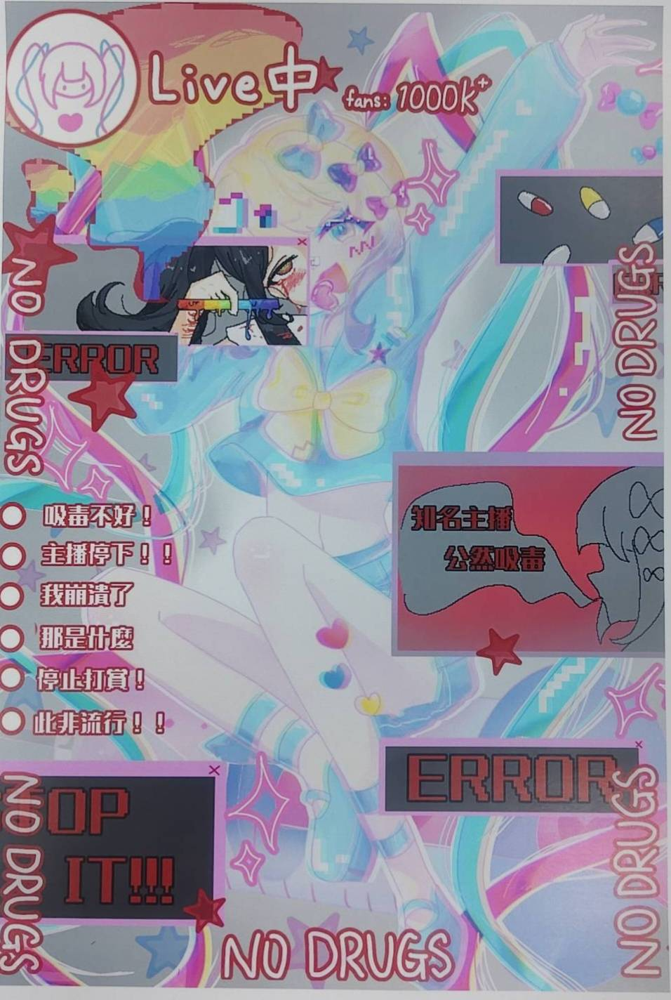 Live中
fans: 1000k+
NO DRUGS
ERROR
NO DRUGS
吸毒不好！
主播停下！！
我崩潰了
那是什麼
停止打賞！
此非流行！！
知名主播
公然吸毒
ERROR
OP
IT!!!
NO DRUGS
NO DRUGS
NO DRUGS